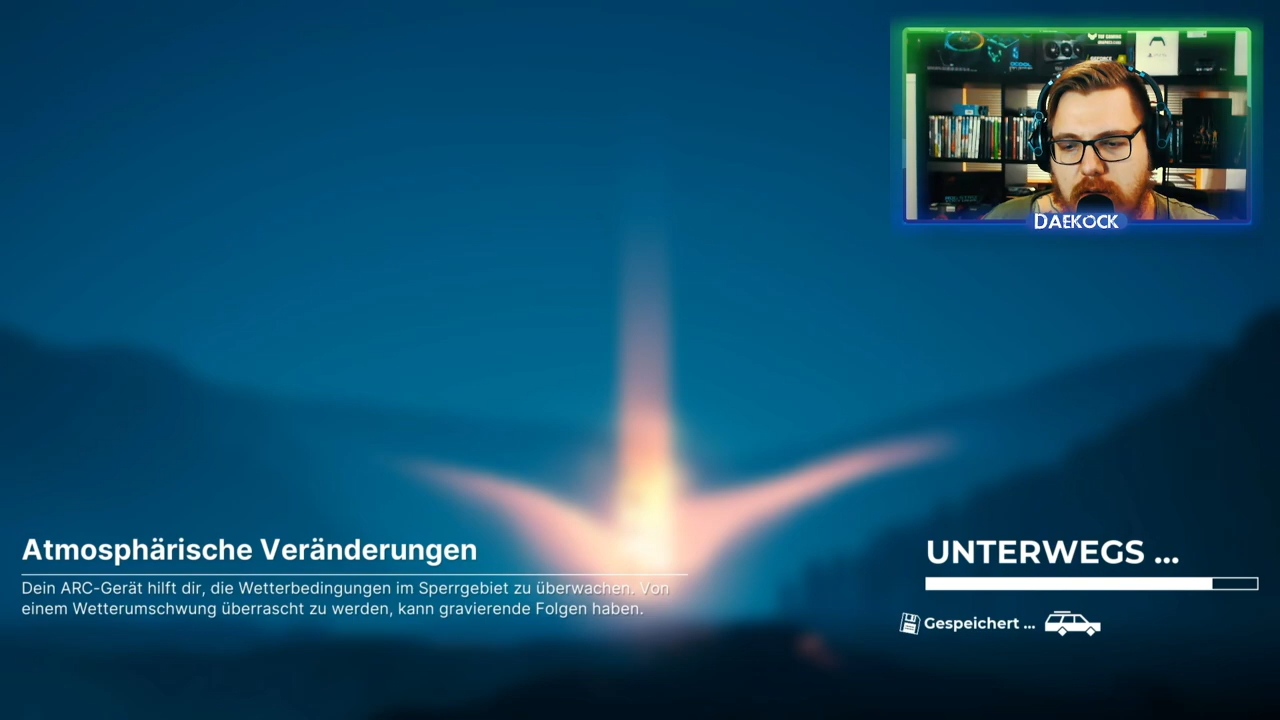 DAEKOCK
Atmosphärische Veränderungen
Dein ARC-Gerät hilft dir, die Wetterbedingungen im Sperrgebiet zu überwachen. Von
einem Wetterumschwung überrascht zu werden, kann gravierende Folgen haben.
UNTERWEGS ...
Gespeichert ...